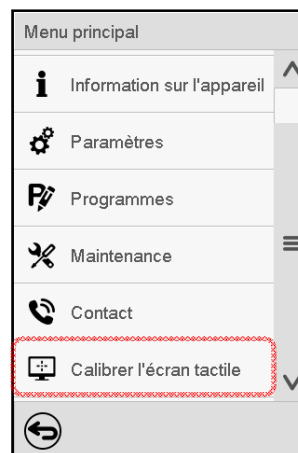 Menu principal
Information sur l'appareil
Paramètres
Programmes
Maintenance
Contact
Calibrer l'écran tactile